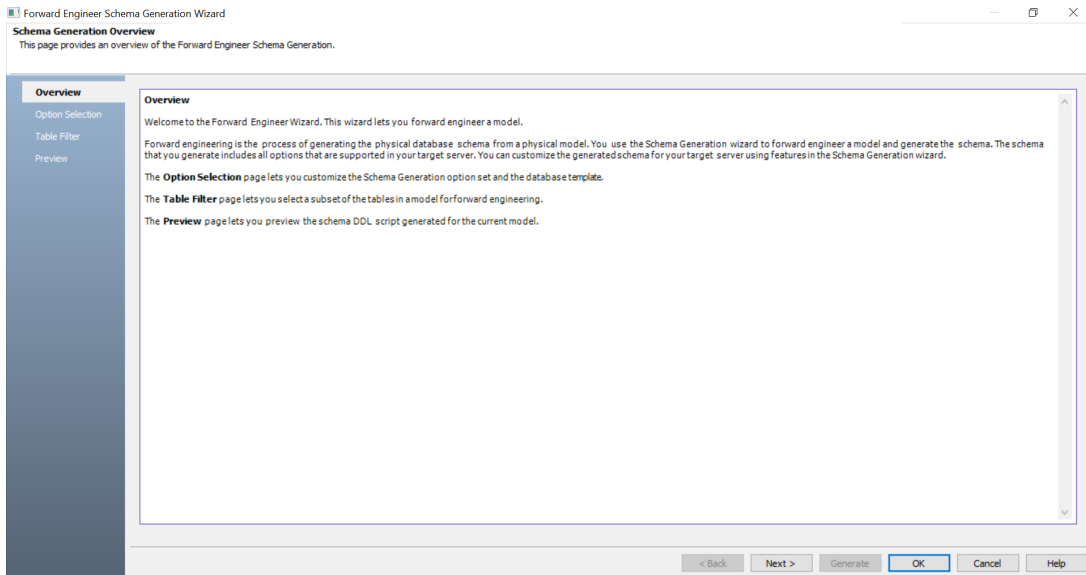 Forward Engineer Schema Generation Wizard
Schema Generation Overview
This page provides an overview of the Forward Engineer Schema Generation.
Overview
Option Selection
Table Filter
Preview
Overview
Welcome to the Forward Engineer Wizard. This wizard lets you forward engineer a model.
Forward engineering is the process of generating the physical database schema from a physical model. You use the Schema Generation wizard to forward engineer a model and generate the schema. The schema
that you generate includes all options that are supported in your target server. You can customize the generated schema for your target server using features in the Schema Generation wizard.
The Option Selection page lets you customize the Schema Generation option set and the database template.
The Table Filter page lets you select a subset of the tables in a model for forward engineering.
The Preview page lets you preview the schema DDL script generated for the current model.
< Back Next > Generate OK Cancel Help